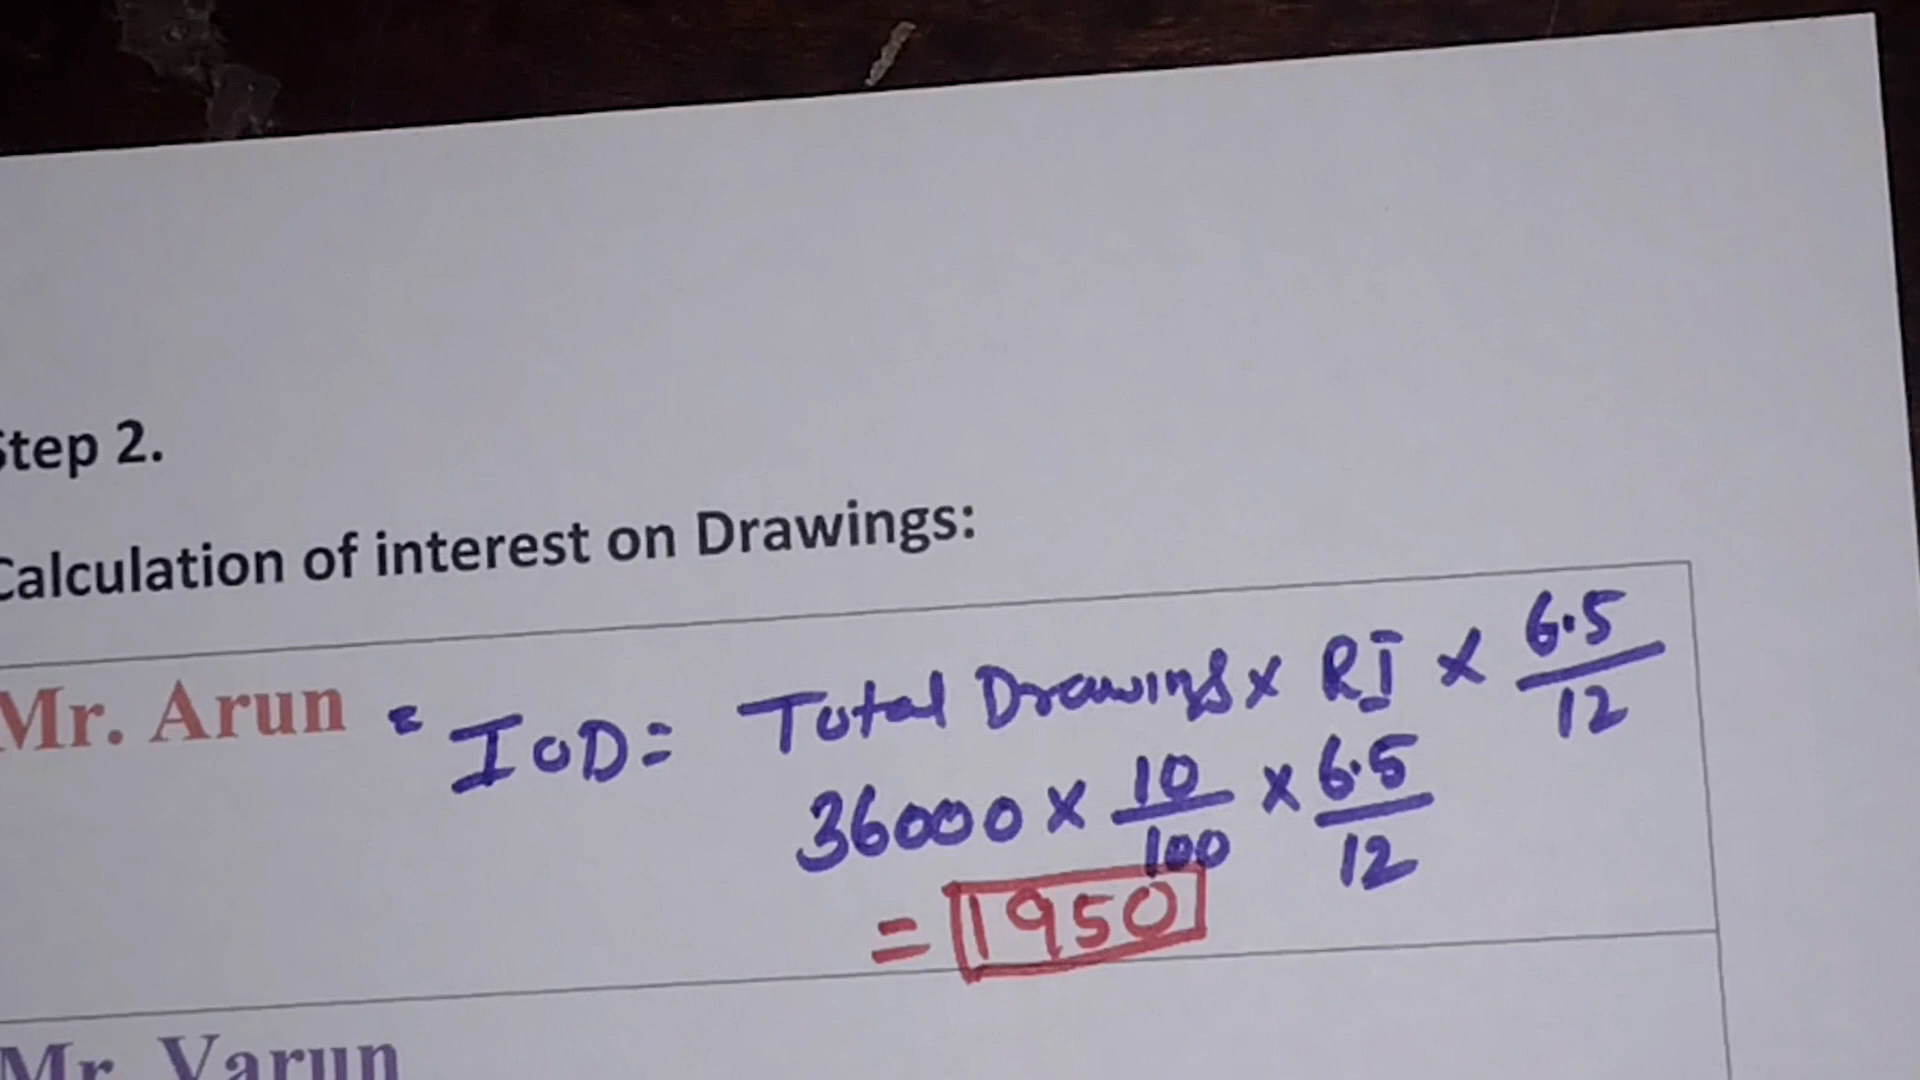 Step 2.
Calculation of interest on Drawings:
Mr. Arun = IOD = Total Drawings x RI x 6.5/12
36000 x 10/100 x 6.5/12
= 1950
Mr. Varun